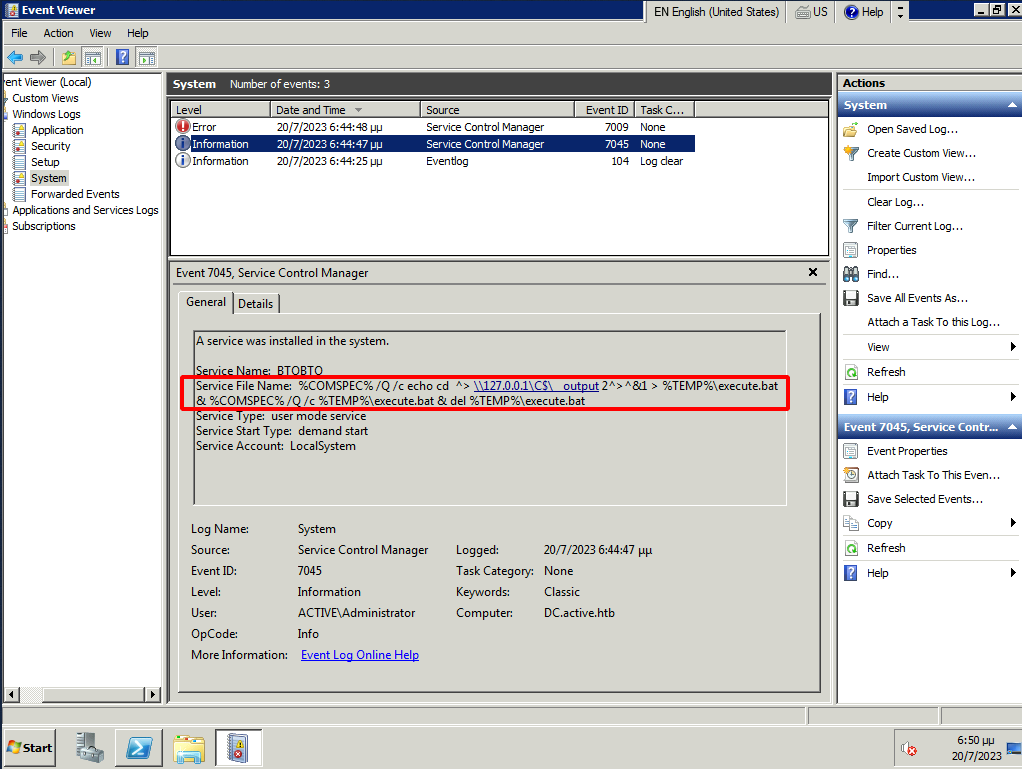 Event Viewer
EN English (United States) US Help
File Action View Help
vent Viewer (Local)
Custom Views
Windows Logs
Application
Security
Setup
System
Forwarded Events
Applications and Services Logs
Subscriptions
System Number of events: 3
Level Date and Time Source Event ID Task C...
Error 20/7/2023 6:44:48 μμ Service Control Manager 7009 None
Information 20/7/2023 6:44:47 μμ Service Control Manager 7045 None
Information 20/7/2023 6:44:25 μμ Eventlog 104 Log clear
Event 7045, Service Control Manager
General Details
A service was installed in the system.
Service Name: BTOBTO
Service File Name: %COMSPEC% /Q /c echo cd ^> \\127.0.0.1\C$\__output 2^>^&1 > %TEMP%\execute.bat
& %COMSPEC% /Q /c %TEMP%\execute.bat & del %TEMP%\execute.bat
Service Type: user mode service
Service Start Type: demand start
Service Account: LocalSystem
Log Name: System
Source: Service Control Manager Logged: 20/7/2023 6:44:47 μμ
Event ID: 7045 Task Category: None
Level: Information Keywords: Classic
User: ACTIVE\Administrator Computer: DC.active.htb
OpCode: Info
More Information: Event Log Online Help
Actions
System
Open Saved Log...
Create Custom View...
Import Custom View...
Clear Log...
Filter Current Log...
Properties
Find...
Save All Events As...
Attach a Task To this Log...
View
Refresh
Help
Event 7045, Service Contr...
Event Properties
Attach Task To This Even...
Save Selected Events...
Copy
Refresh
Help
Start
6:50 μμ
20/7/2023